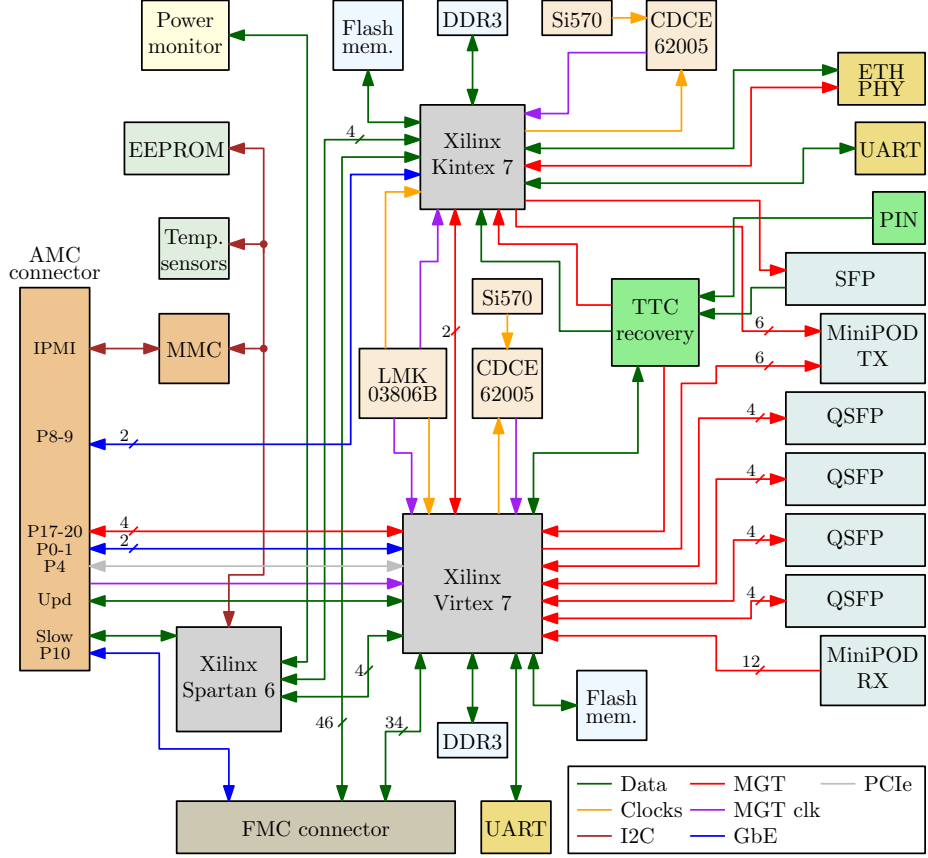 Power
monitor
Flash
mem.
DDR3
Si570
CDCE
62005
ETH
PHY
4
Xilinx
Kintex 7
EEPROM
UART
PIN
Temp.
sensors
AMC
connector
SFP
Si570
TTC
recovery
IPMI
MMC
2
6
MiniPOD
TX
LMK
03806B
CDCE
62005
6
4
QSFP
P8-9
2
4
QSFP
P17-20
4
P0-1
2
P4
4
QSFP
Xilinx
Virtex 7
Upd
4
QSFP
Slow
P10
Xilinx
Spartan 6
4
12
MiniPOD
RX
Flash
mem.
46
34
DDR3
FMC connector
UART
Data
MGT
PCIe
Clocks
MGT clk
I2C
GbE